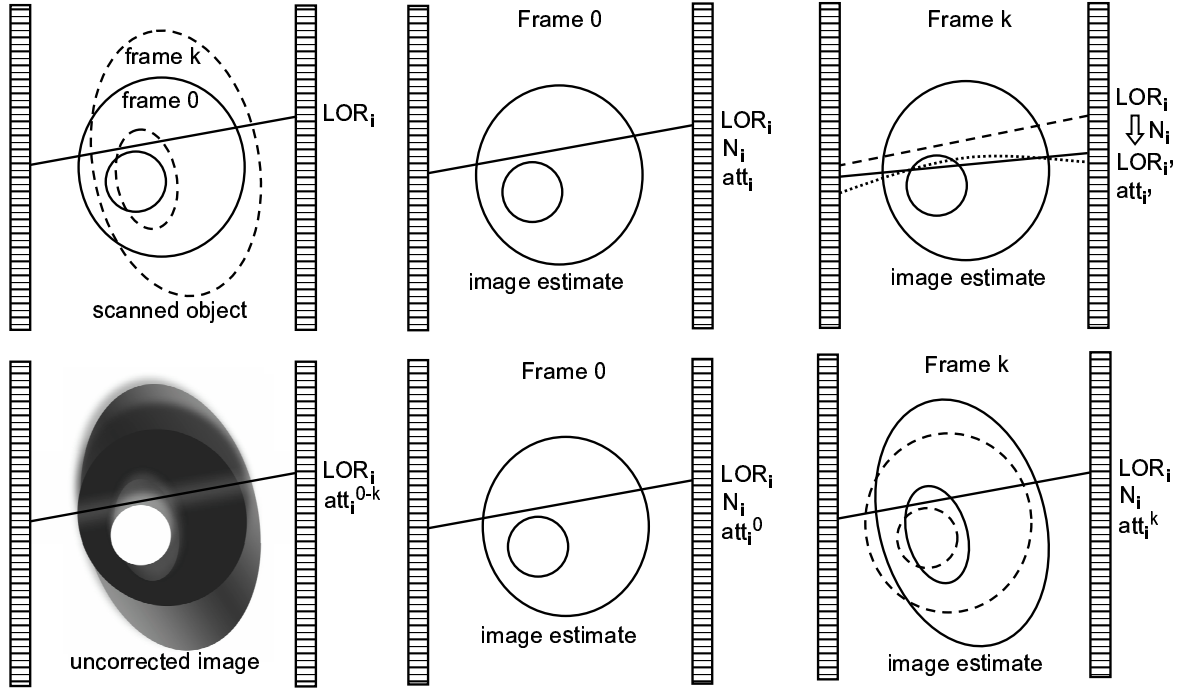 frame k
frame 0
LORi
scanned object
Frame 0
LORi
Ni
atti
image estimate
Frame k
LORi
Ni
LORi'
atti'
image estimate
LORi
atti0-k
uncorrected image
Frame 0
LORi
Ni
atti0
image estimate
Frame k
LORi
Ni
attik
image estimate